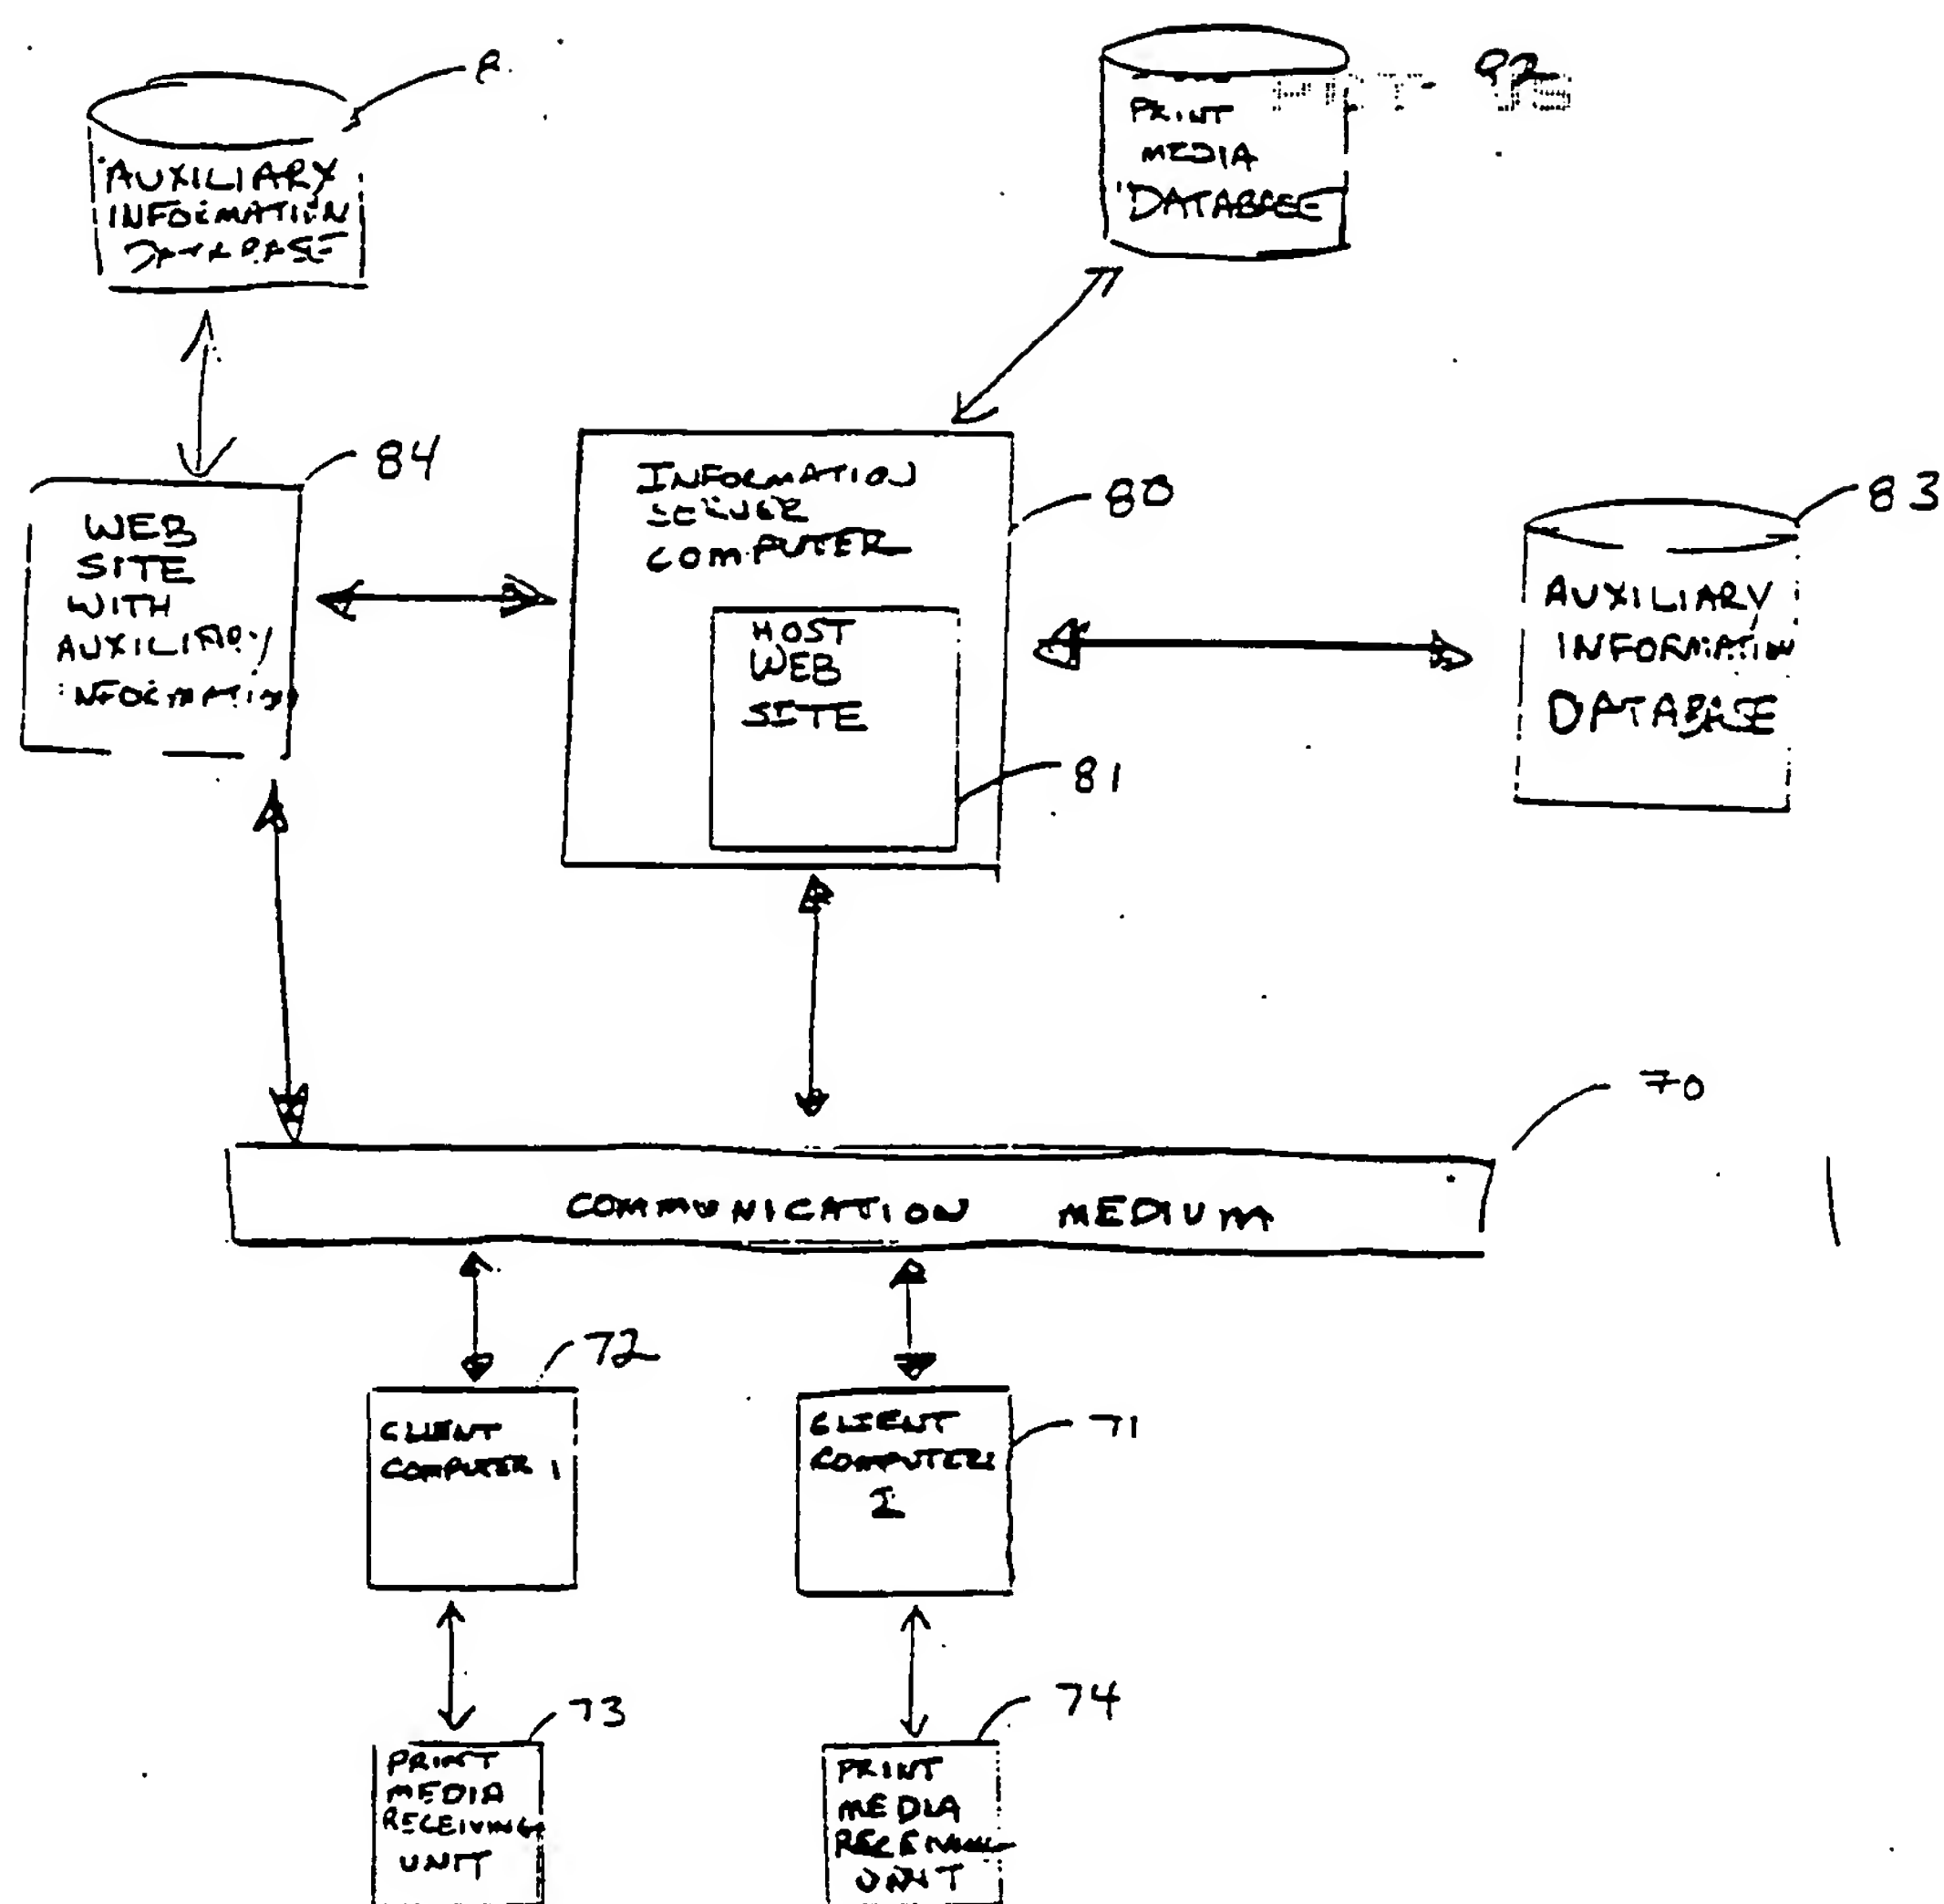 92
PRINT
MEDIA
DATABASE
AUXILIARY
INFORMATION
DATABASE
84
WEB
SITE
WITH
AUXILIARY
INFORMATION
INFORMATION
COMPUTER
80
HOST
WEB
SITE
81
83
AUXILIARY
INFORMATION
DATABASE
70
COMMUNICATION MEDIUM
72
CLIENT
COMPUTER 1
71
CLIENT
COMPUTER
2
73
PRINT
MEDIA
RECEIVING
UNIT
74
PRINT
MEDIA
RECEIVING
UNIT